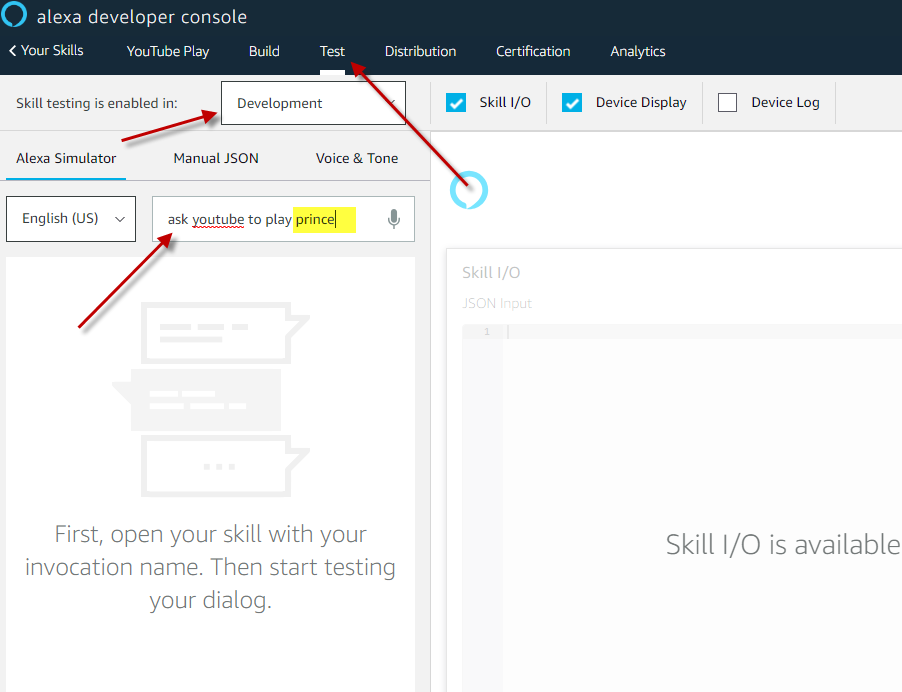 alexa developer console
Your Skills YouTube Play Build Test Distribution Certification Analytics
Skill testing is enabled in: Development Skill I/O Device Display Device Log
Alexa Simulator Manual JSON Voice & Tone
English (US) ask youtube to play prince
Skill I/O
JSON Input
1
First, open your skill with your
invocation name. Then start testing
your dialog.
Skill I/O is available